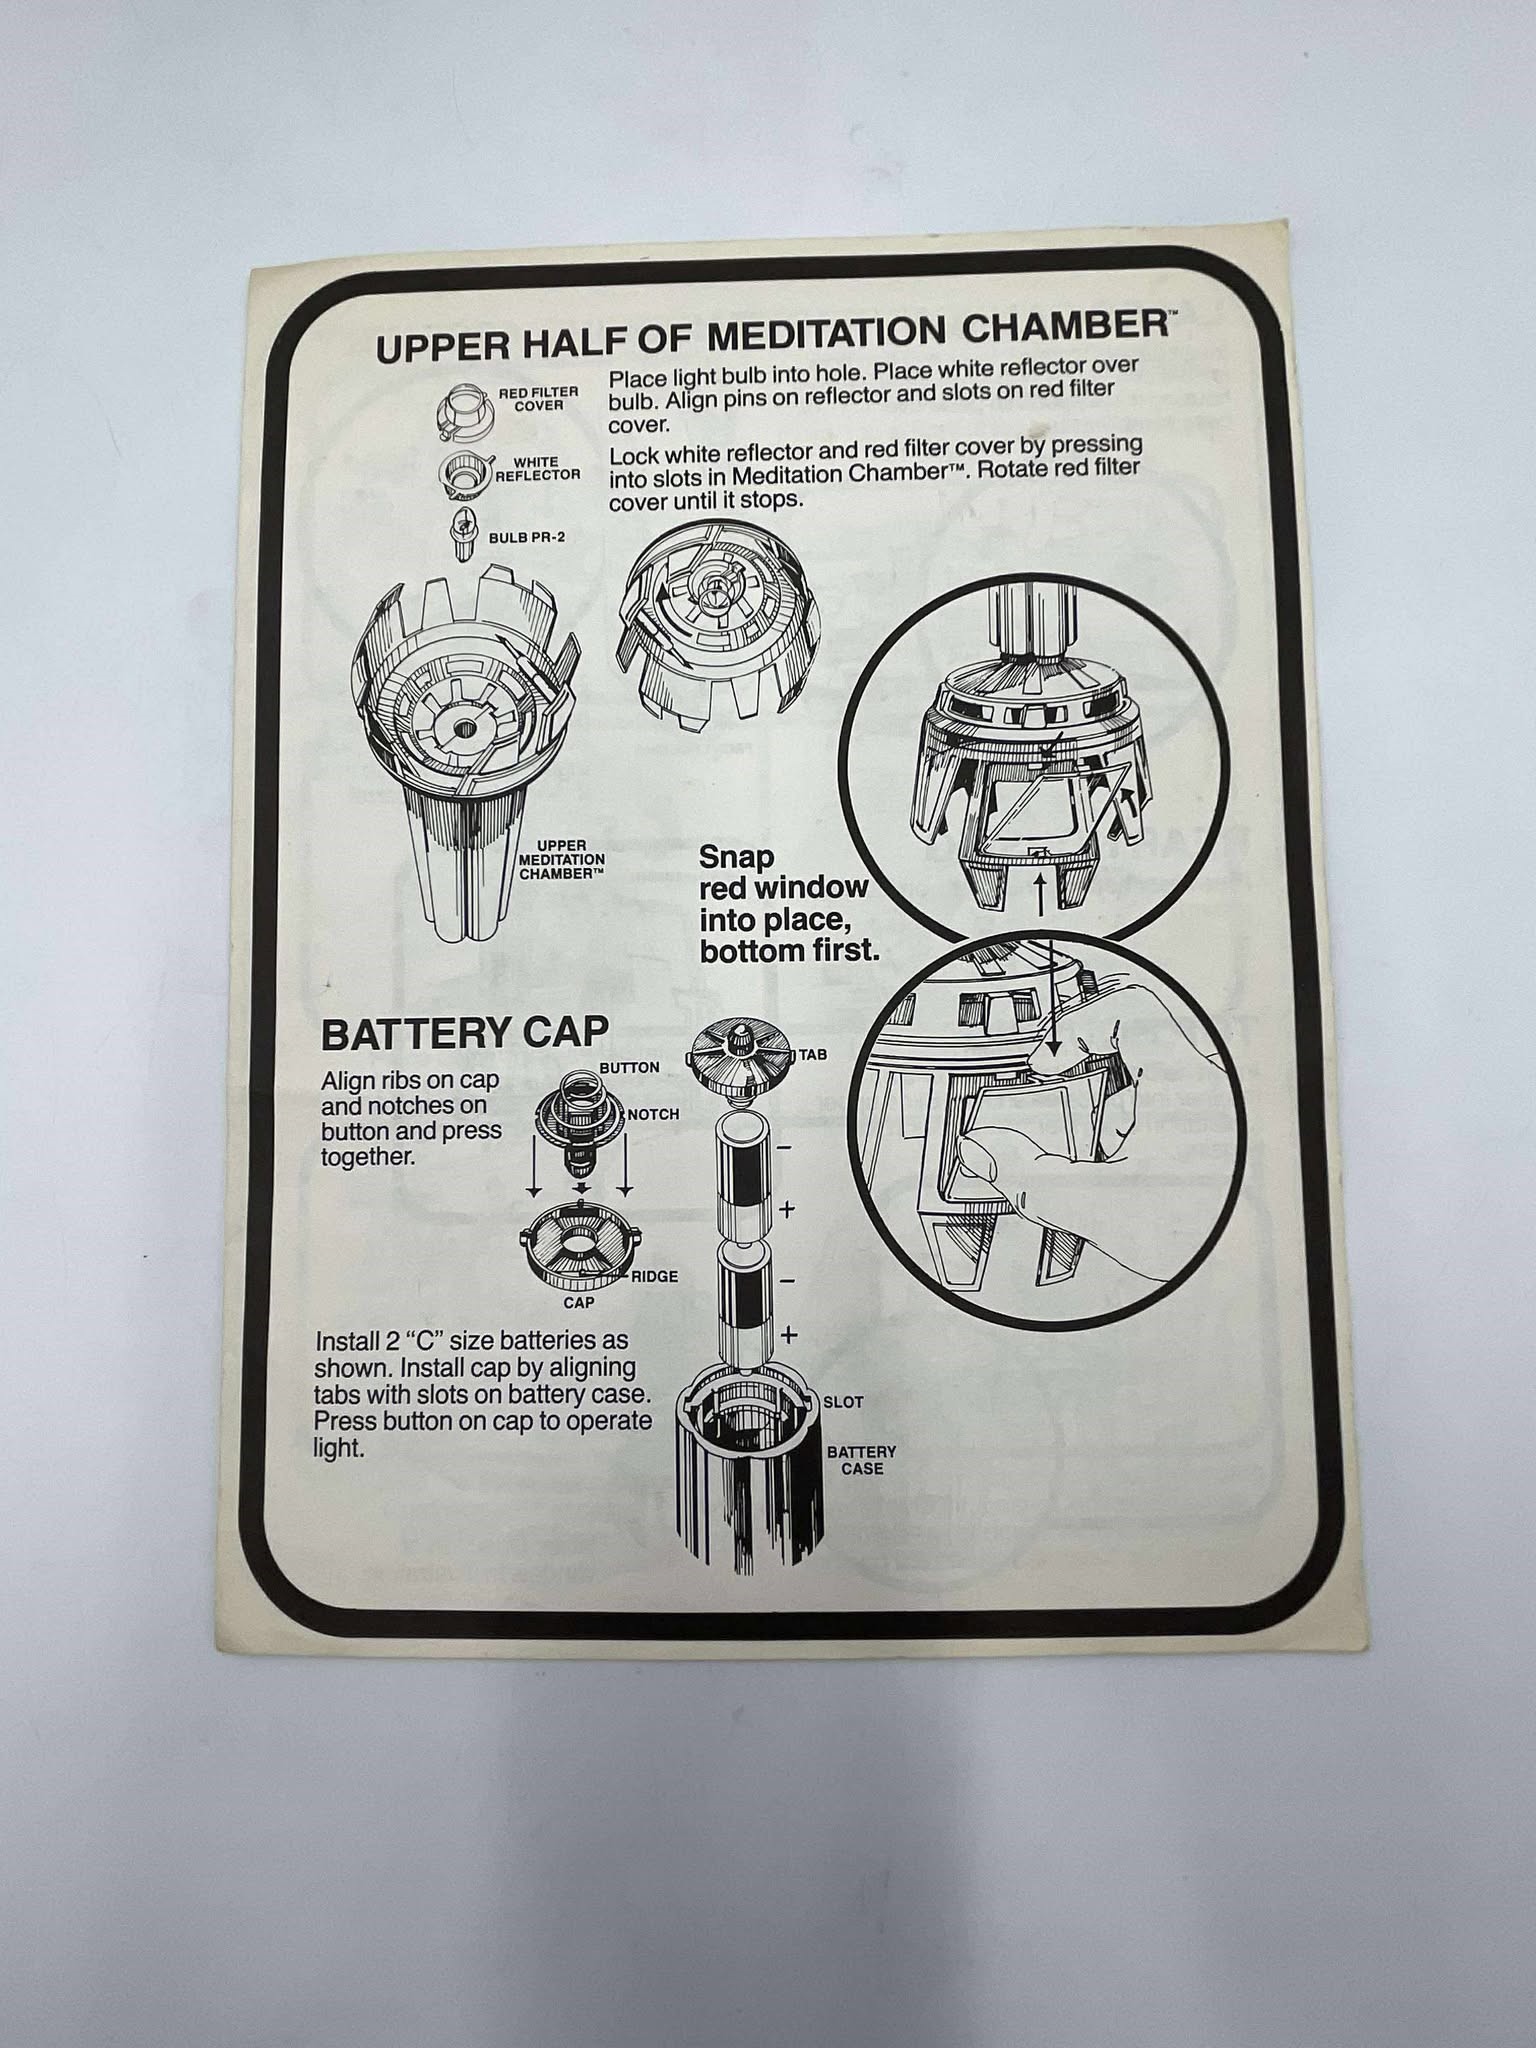 UPPER HALF OF MEDITATION CHAMBER™
RED FILTER
COVER
WHITE
REFLECTOR
BULB PR-2
Place light bulb into hole. Place white reflector over
bulb. Align pins on reflector and slots on red filter
cover.
Lock white reflector and red filter cover by pressing
into slots in Meditation Chamber™. Rotate red filter
cover until it stops.
UPPER
MEDITATION
CHAMBER™
Snap
red window
into place,
bottom first.
BATTERY CAP
Align ribs on cap
and notches on
button and press
together.
BUTTON
NOTCH
RIDGE
CAP
TAB
–
+
–
+
Install 2 “C” size batteries as
shown. Install cap by aligning
tabs with slots on battery case.
Press button on cap to operate
light.
SLOT
BATTERY
CASE